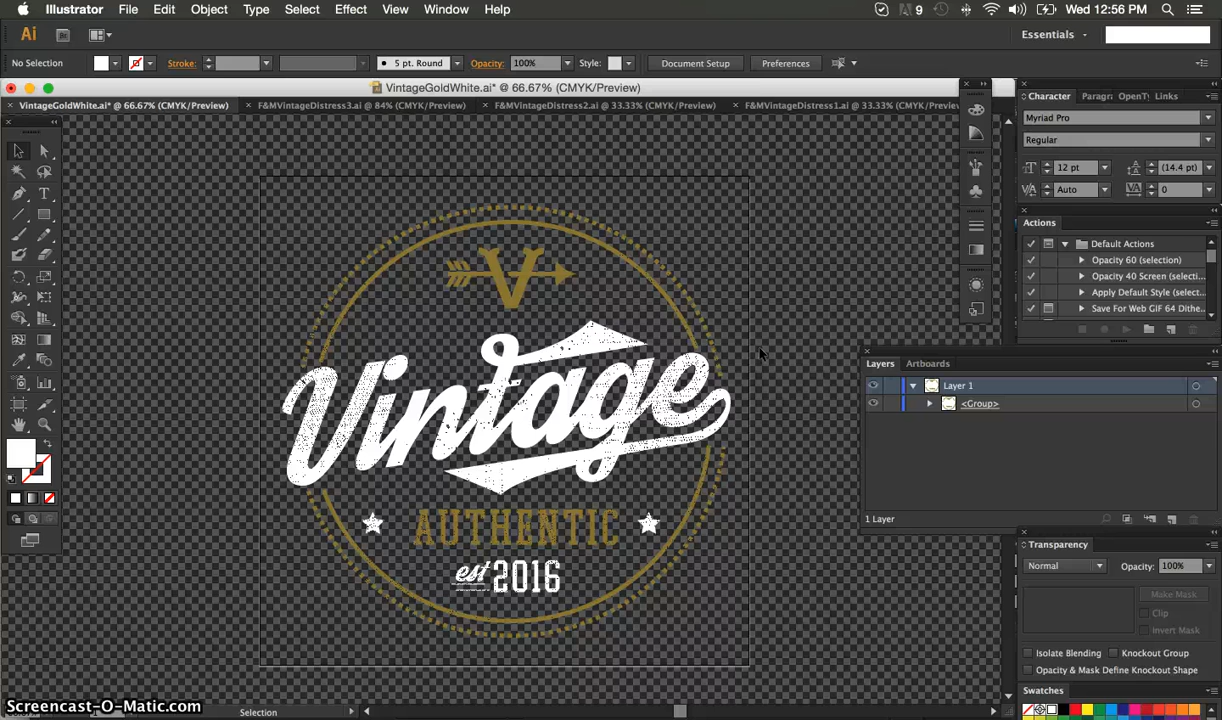 Illustrator File Edit Object Type Select Effect View Window Help
9 Wed 12:56 PM
Ai Essentials
No Selection Stroke: 5 pt. Round Opacity: 100% Style: Document Setup Preferences
VintageGoldWhite.ai* @ 66.67% (CMYK/Preview)
VintageGoldWhite.ai* @ 66.67% (CMYK/Preview) F&MVintageDistress3.ai @ 84% (CMYK/Preview) F&MVintageDistress2.ai @ 33.33% (CMYK/Preview) F&MVintageDistress1.ai @ 33.33% (CMYK/Preview)
V
Vintage
AUTHENTIC
est 2016
Character Paragra OpenTy Links
Myriad Pro
Regular
12 pt (14.4 pt)
Auto 0
Actions
Default Actions
Opacity 60 (selection)
Opacity 40 Screen (selecti...
Apply Default Style (select...
Save For Web GIF 64 Dithe...
Layers Artboards
Layer 1
<Group>
1 Layer
Transparency
Normal Opacity: 100%
Make Mask
Clip
Invert Mask
Isolate Blending Knockout Group
Opacity & Mask Define Knockout Shape
Swatches
Selection
Screencast-O-Matic.com